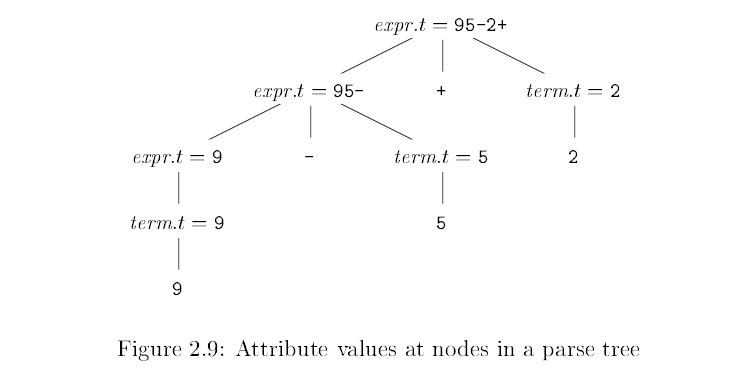 expr.t = 95-2+
expr.t = 95- + term.t = 2
expr.t = 9 - term.t = 5 2
term.t = 9 5
9
Figure 2.9: Attribute values at nodes in a parse tree